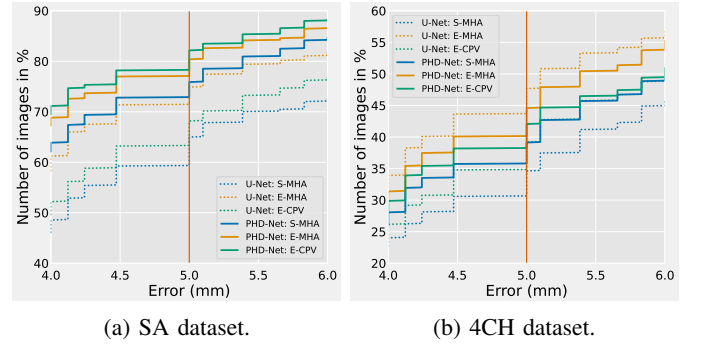 90
80
70
60
50
40
Number of images in %
4.0 4.5 5.0 5.5 6.0
Error (mm)
U-Net: S-MHA
U-Net: E-MHA
U-Net: E-CPV
PHD-Net: S-MHA
PHD-Net: E-MHA
PHD-Net: E-CPV
(a) SA dataset.
60
55
50
45
40
35
30
25
20
Number of images in %
U-Net: S-MHA
U-Net: E-MHA
U-Net: E-CPV
PHD-Net: S-MHA
PHD-Net: E-MHA
PHD-Net: E-CPV
4.0 4.5 5.0 5.5 6.0
Error (mm)
(b) 4CH dataset.